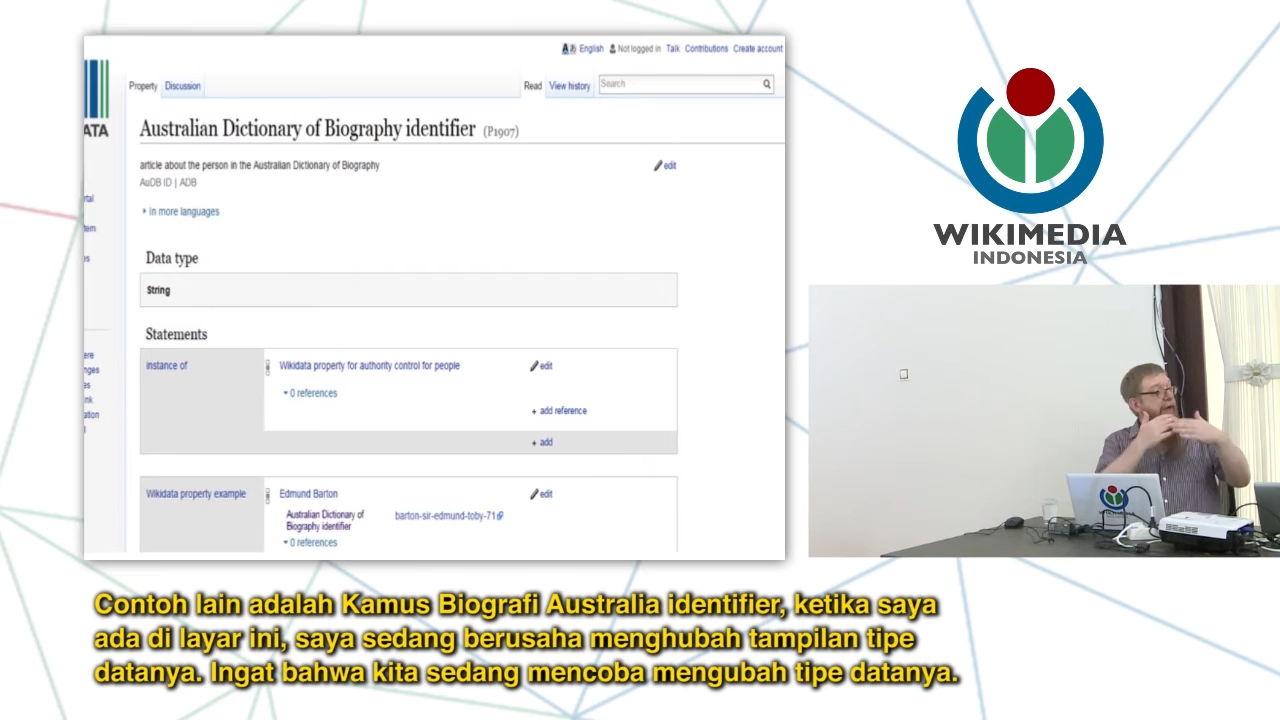 English Not logged in Talk Contributions Create account
Property Discussion Read View history Search
ATA
Australian Dictionary of Biography identifier (P1907)
article about the person in the Australian Dictionary of Biography edit
AuDB ID | ADB
In more languages
Data type
String
Statements
instance of Wikidata property for authority control for people edit
0 references
+ add reference
+ add
Wikidata property example Edmund Barton edit
Australian Dictionary of barton-sir-edmund-toby-71
Biography identifier
0 references
WIKIMEDIA
INDONESIA
Contoh lain adalah Kamus Biografi Australia identifier, ketika saya
ada di layar ini, saya sedang berusaha menghubah tampilan tipe
datanya. Ingat bahwa kita sedang mencoba mengubah tipe datanya.